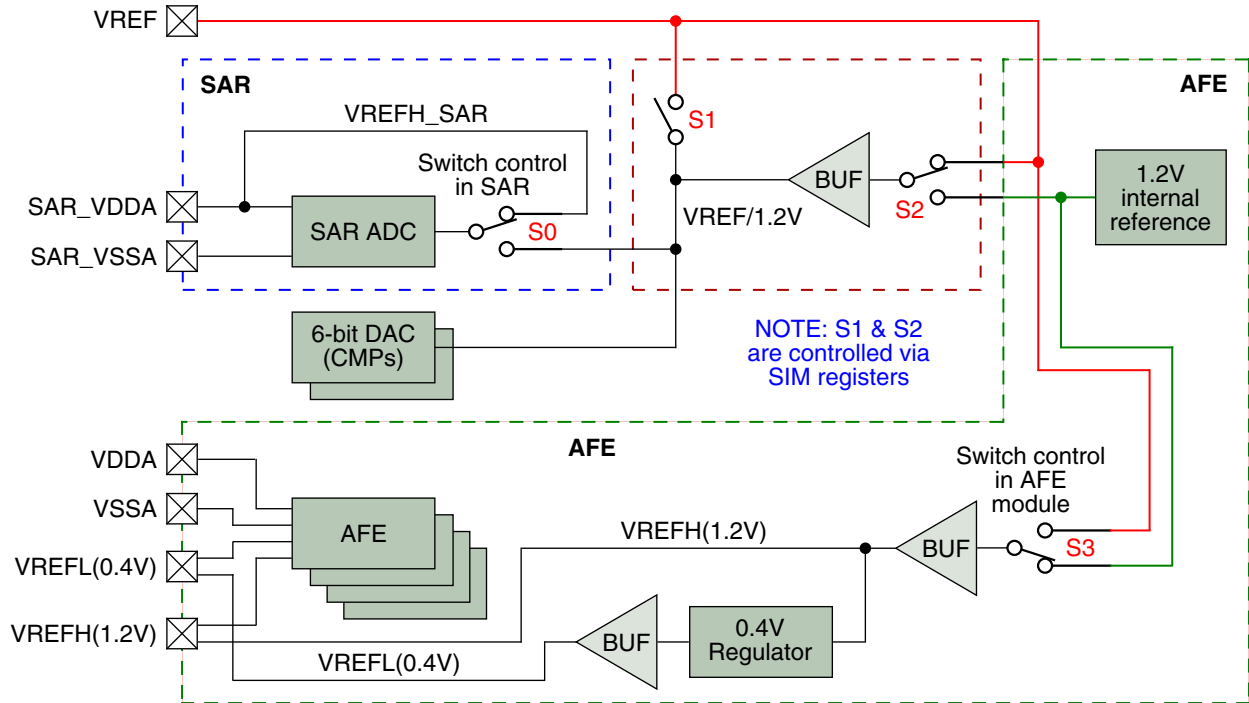 VREF
SAR
AFE
VREFH_SAR
S1
Switch control
in SAR
BUF
1.2V
internal
reference
SAR_VDDA
SAR ADC
S0
VREF/1.2V
S2
SAR_VSSA
6-bit DAC
(CMPs)
NOTE: S1 & S2
are controlled via
SIM registers
AFE
VDDA
Switch control
in AFE
module
VSSA
AFE
VREFH(1.2V)
BUF
S3
VREFL(0.4V)
VREFH(1.2V)
BUF
0.4V
Regulator
VREFL(0.4V)